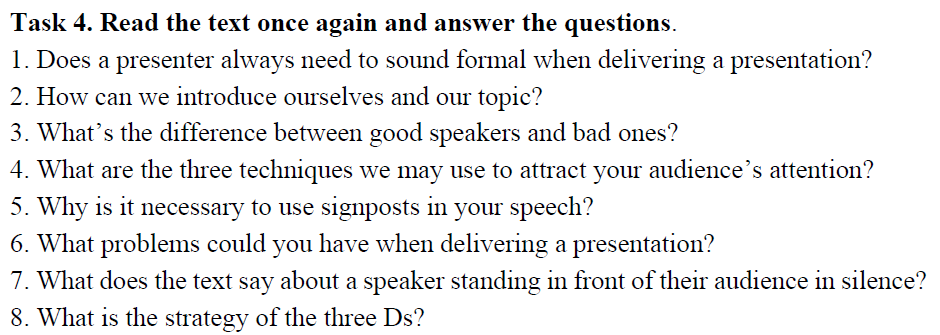 Task 4. Read the text once again and answer the questions.
1. Does a presenter always need to sound formal when delivering a presentation?
2. How can we introduce ourselves and our topic?
3. What’s the difference between good speakers and bad ones?
4. What are the three techniques we may use to attract your audience’s attention?
5. Why is it necessary to use signposts in your speech?
6. What problems could you have when delivering a presentation?
7. What does the text say about a speaker standing in front of their audience in silence?
8. What is the strategy of the three Ds?